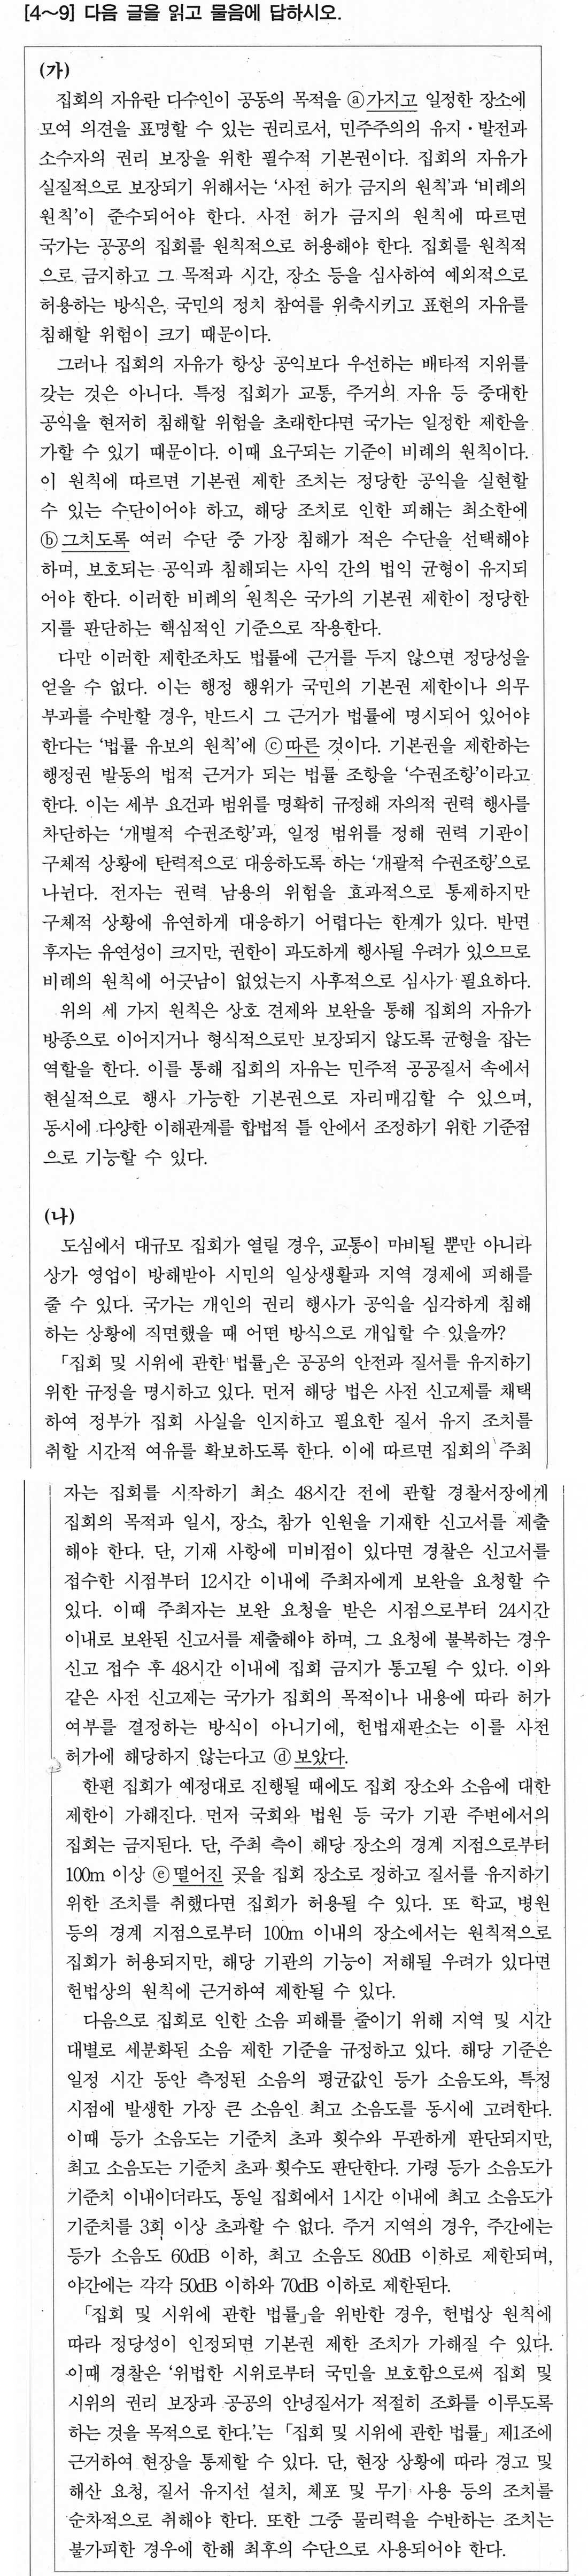 [4～9] 다음 글을 읽고 물음에 답하시오.
(가)
집회의 자유란 다수인이 공동의 목적을 ⓐ가지고 일정한 장소에
모여 의견을 표명할 수 있는 권리로서, 민주주의의 유지・발전과
소수자의 권리 보장을 위한 필수적 기본권이다. 집회의 자유가
실질적으로 보장되기 위해서는 ‘사전 허가 금지의 원칙’과 ‘비례의
원칙’이 준수되어야 한다. 사전 허가 금지의 원칙에 따르면
국가는 공공의 집회를 원칙적으로 허용해야 한다. 집회를 원칙적
으로 금지하고 그 목적과 시간, 장소 등을 심사하여 예외적으로
허용하는 방식은, 국민의 정치 참여를 위축시키고 표현의 자유를
침해할 위험이 크기 때문이다.
그러나 집회의 자유가 항상 공익보다 우선하는 배타적 지위를
갖는 것은 아니다. 특정 집회가 교통, 주거의 자유 등 중대한
공익을 현저히 침해할 위험을 초래한다면 국가는 일정한 제한을
가할 수 있기 때문이다. 이때 요구되는 기준이 비례의 원칙이다.
이 원칙에 따르면 기본권 제한 조치는 정당한 공익을 실현할
수 있는 수단이어야 하고, 해당 조치로 인한 피해는 최소한에
ⓑ그치도록 여러 수단 중 가장 침해가 적은 수단을 선택해야
하며, 보호되는 공익과 침해되는 사익 간의 법익 균형이 유지되
어야 한다. 이러한 비례의 원칙은 국가의 기본권 제한이 정당한
지를 판단하는 핵심적인 기준으로 작용한다.
다만 이러한 제한조차도 법률에 근거를 두지 않으면 정당성을
얻을 수 없다. 이는 행정 행위가 국민의 기본권 제한이나 의무
부과를 수반할 경우, 반드시 그 근거가 법률에 명시되어 있어야
한다는 ‘법률 유보의 원칙’에 ⓒ따른 것이다. 기본권을 제한하는
행정권 발동의 법적 근거가 되는 법률 조항을 ‘수권조항’이라고
한다. 이는 세부 요건과 범위를 명확히 규정해 자의적 권력 행사를
차단하는 ‘개별적 수권조항’과, 일정 범위를 정해 권력 기관이
구체적 상황에 탄력적으로 대응하도록 하는 ‘개괄적 수권조항’으로
나뉜다. 전자는 권력 남용의 위험을 효과적으로 통제하지만
구체적 상황에 유연하게 대응하기 어렵다는 한계가 있다. 반면
후자는 유연성이 크지만, 권한이 과도하게 행사될 우려가 있으므로
비례의 원칙에 어긋남이 없었는지 사후적으로 심사가 필요하다.
위의 세 가지 원칙은 상호 견제와 보완을 통해 집회의 자유가
방종으로 이어지거나 형식적으로만 보장되지 않도록 균형을 잡는
역할을 한다. 이를 통해 집회의 자유는 민주적 공공질서 속에서
현실적으로 행사 가능한 기본권으로 자리매김할 수 있으며,
동시에 다양한 이해관계를 합법적 틀 안에서 조정하기 위한 기준점
으로 기능할 수 있다.
(나)
도심에서 대규모 집회가 열릴 경우, 교통이 마비될 뿐만 아니라
상가 영업이 방해받아 시민의 일상생활과 지역 경제에 피해를
줄 수 있다. 국가는 개인의 권리 행사가 공익을 심각하게 침해
하는 상황에 직면했을 때 어떤 방식으로 개입할 수 있을까?
「집회 및 시위에 관한 법률」은 공공의 안전과 질서를 유지하기
위한 규정을 명시하고 있다. 먼저 해당 법은 사전 신고제를 채택
하여 정부가 집회 사실을 인지하고 필요한 질서 유지 조치를
취할 시간적 여유를 확보하도록 한다. 이에 따르면 집회의 주최
자는 집회를 시작하기 최소 48시간 전에 관할 경찰서장에게
집회의 목적과 일시, 장소, 참가 인원을 기재한 신고서를 제출
해야 한다. 단, 기재 사항에 미비점이 있다면 경찰은 신고서를
접수한 시점부터 12시간 이내에 주최자에게 보완을 요청할 수
있다. 이때 주최자는 보완 요청을 받은 시점으로부터 24시간
이내로 보완된 신고서를 제출해야 하며, 그 요청에 불복하는 경우
신고 접수 후 48시간 이내에 집회 금지가 통고될 수 있다. 이와
같은 사전 신고제는 국가가 집회의 목적이나 내용에 따라 허가
여부를 결정하는 방식이 아니기에, 헌법재판소는 이를 사전
허가에 해당하지 않는다고 ⓓ보았다.
한편 집회가 예정대로 진행될 때에도 집회 장소와 소음에 대한
제한이 가해진다. 먼저 국회와 법원 등 국가 기관 주변에서의
집회는 금지된다. 단, 주최 측이 해당 장소의 경계 지점으로부터
100m 이상 ⓔ떨어진 곳을 집회 장소로 정하고 질서를 유지하기
위한 조치를 취했다면 집회가 허용될 수 있다. 또 학교, 병원
등의 경계 지점으로부터 100m 이내의 장소에서는 원칙적으로
집회가 허용되지만, 해당 기관의 기능이 저해될 우려가 있다면
헌법상의 원칙에 근거하여 제한될 수 있다.
다음으로 집회로 인한 소음 피해를 줄이기 위해 지역 및 시간
대별로 세분화된 소음 제한 기준을 규정하고 있다. 해당 기준은
일정 시간 동안 측정된 소음의 평균값인 등가 소음도와, 특정
시점에 발생한 가장 큰 소음인 최고 소음도를 동시에 고려한다.
이때 등가 소음도는 기준치 초과 횟수와 무관하게 판단되지만,
최고 소음도는 기준치 초과 횟수도 판단한다. 가령 등가 소음도가
기준치 이내이더라도, 동일 집회에서 1시간 이내에 최고 소음도가
기준치를 3회 이상 초과할 수 없다. 주거 지역의 경우, 주간에는
등가 소음도 60dB 이하, 최고 소음도 80dB 이하로 제한되며,
야간에는 각각 50dB 이하와 70dB 이하로 제한된다.
「집회 및 시위에 관한 법률」을 위반한 경우, 헌법상 원칙에
따라 정당성이 인정되면 기본권 제한 조치가 가해질 수 있다.
이때 경찰은 ‘위법한 시위로부터 국민을 보호함으로써 집회 및
시위의 권리 보장과 공공의 안녕질서가 적절히 조화를 이루도록
하는 것을 목적으로 한다.’는 「집회 및 시위에 관한 법률」 제1조에
근거하여 현장을 통제할 수 있다. 단, 현장 상황에 따라 경고 및
해산 요청, 질서 유지선 설치, 체포 및 무기 사용 등의 조치를
순차적으로 취해야 한다. 또한 그중 물리력을 수반하는 조치는
불가피한 경우에 한해 최후의 수단으로 사용되어야 한다.